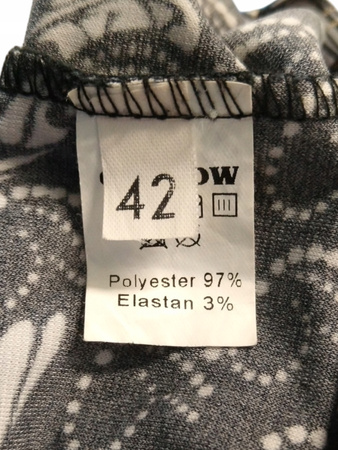 42
Polyester 97%
Elastan 3%